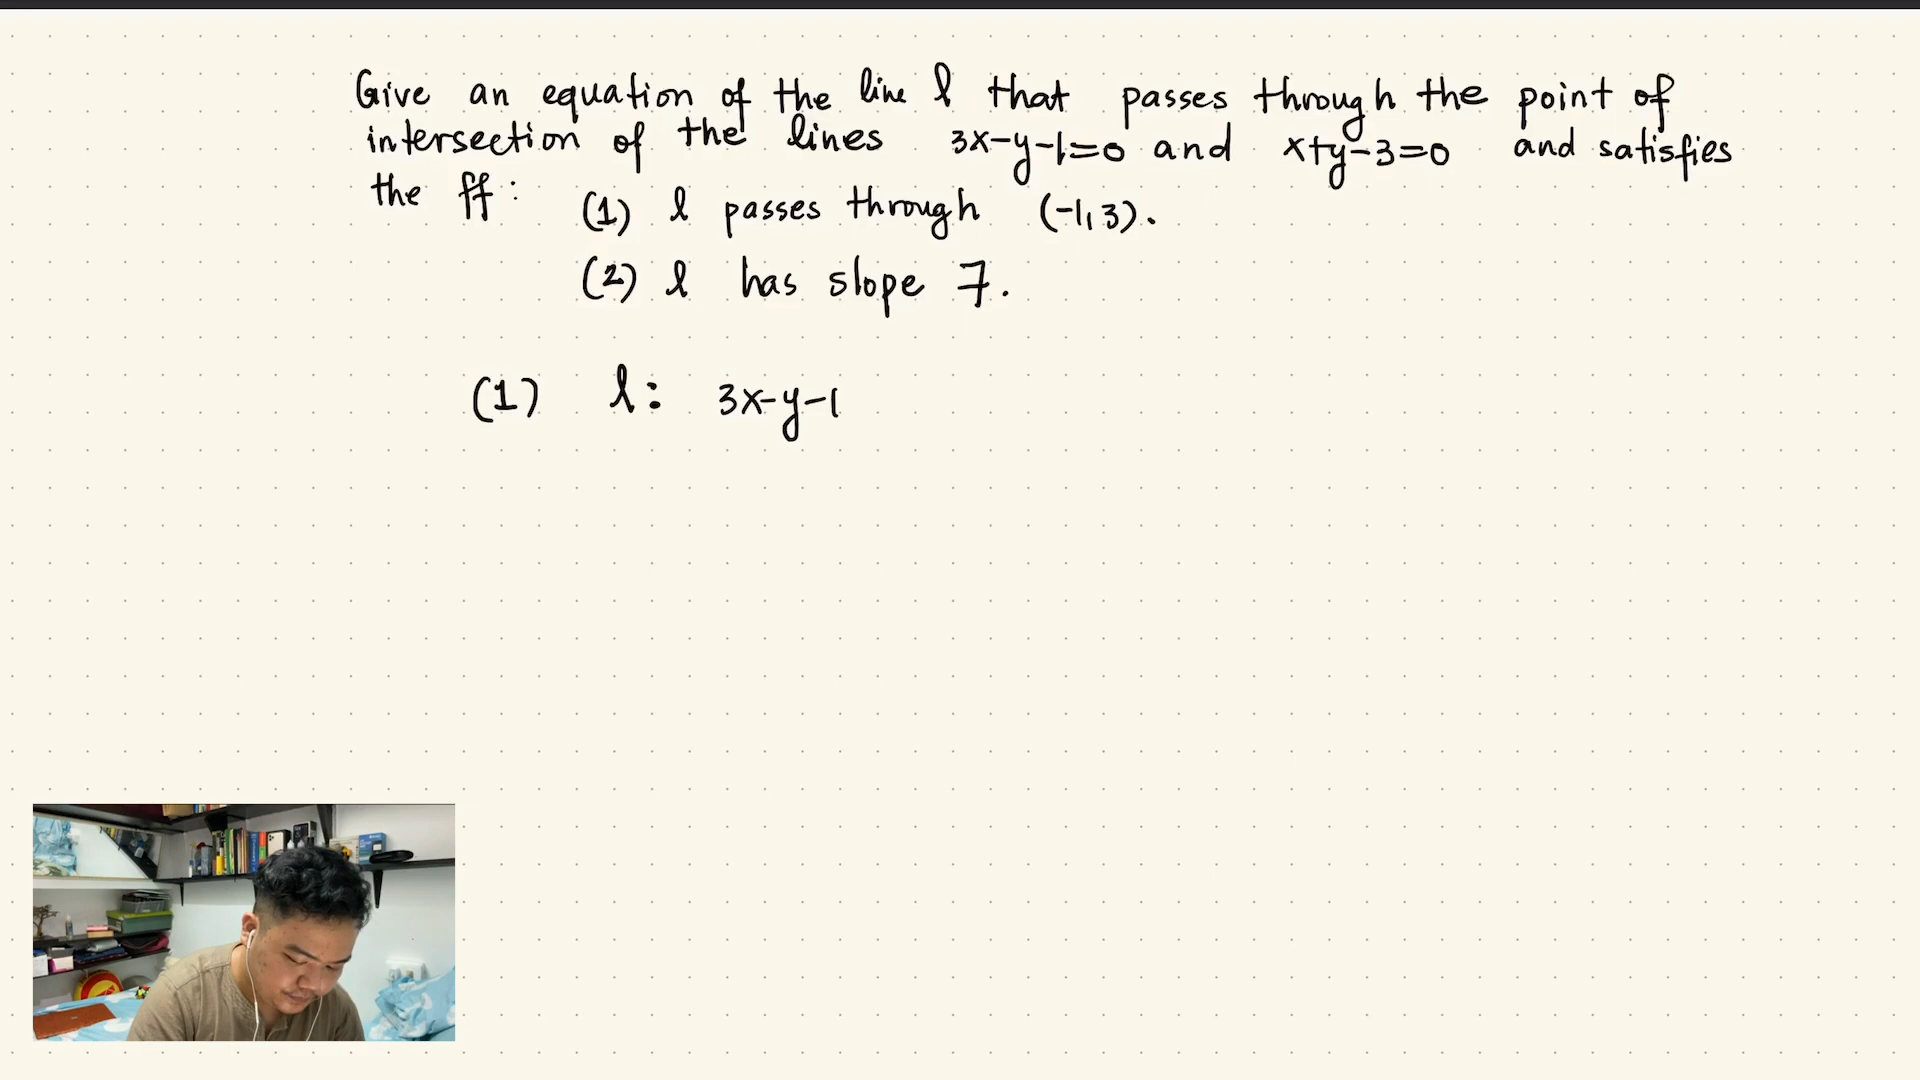 Give an equation of the line l that passes through the point of
intersection of the lines 3x-y-1=0 and x+y-3=0 and satisfies
the ff:
(1) l passes through (-1,3).
(2) l has slope 7.
(1) l: 3x-y-1